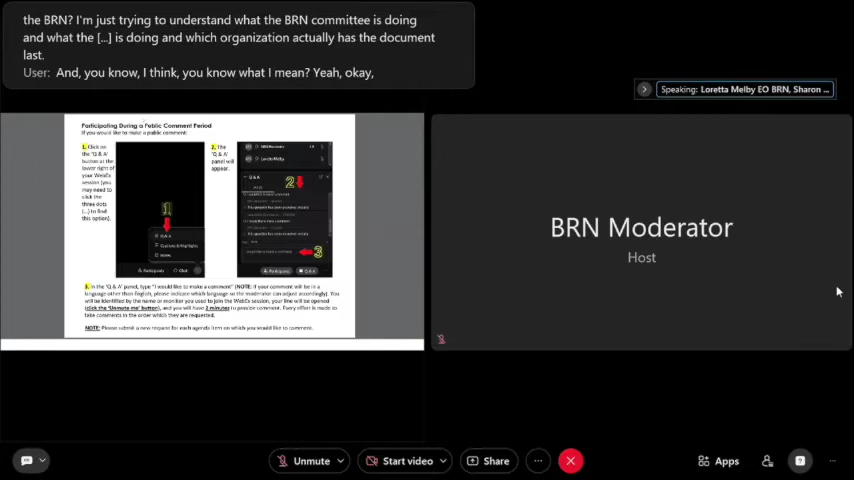 the BRN? I'm just trying to understand what the BRN committee is doing
and what the [...] is doing and which organization actually has the document
last.
User: And, you know, I think, you know what I mean? Yeah, okay,
Speaking: Loretta Melby EO BRN, Sharon ...
Participating During a Public Comment Period
If you would like to make a public comment:
1. Click on
the 'Q & A'
button at the
lower right of
your WebEx
session (you
may need to
click the
three dots
(...) to find
this option).
2. The
'Q & A'
panel will
appear.
1
2
3
Q & A
Participants
Chat
Participants
Q & A
3. In the 'Q & A' panel, type "I would like to make a comment" (NOTE: If your comment will be in a
language other than English, please indicate which language so the moderator can adjust accordingly). You
will be identified by the name or moniker you used to join the WebEx session, your line will be opened
(click the 'Unmute me' button), and you will have 2 minutes to provide comment. Every effort is made to
take comments in the order which they are requested.
NOTE: Please submit a new request for each agenda item on which you would like to comment.
BRN Moderator
Host
Unmute
Start video
Share
Apps